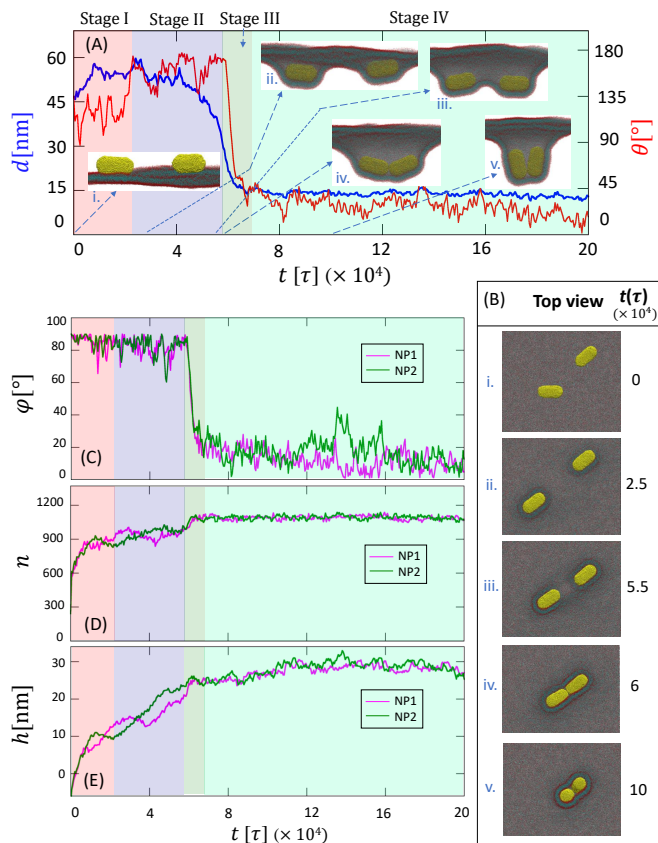 Stage I Stage II Stage III Stage IV
(A)
60 180
45 135
30 90
15 45
0 0
d[nm]
θ[°]
i.
ii.
iii.
iv.
v.
0 4 8 12 16 20
t [τ] (× 10⁴)
(B) Top view t(τ)
(× 10⁴)
i. 0
ii. 2.5
iii. 5.5
iv. 6
v. 10
100
80
60
40
20
0
φ[°]
NP1
NP2
(C)
1200
900
600
300
0
n
NP1
NP2
(D)
30
20
10
0
h[nm]
NP1
NP2
(E)
0 4 8 12 16 20
t [τ] (× 10⁴)